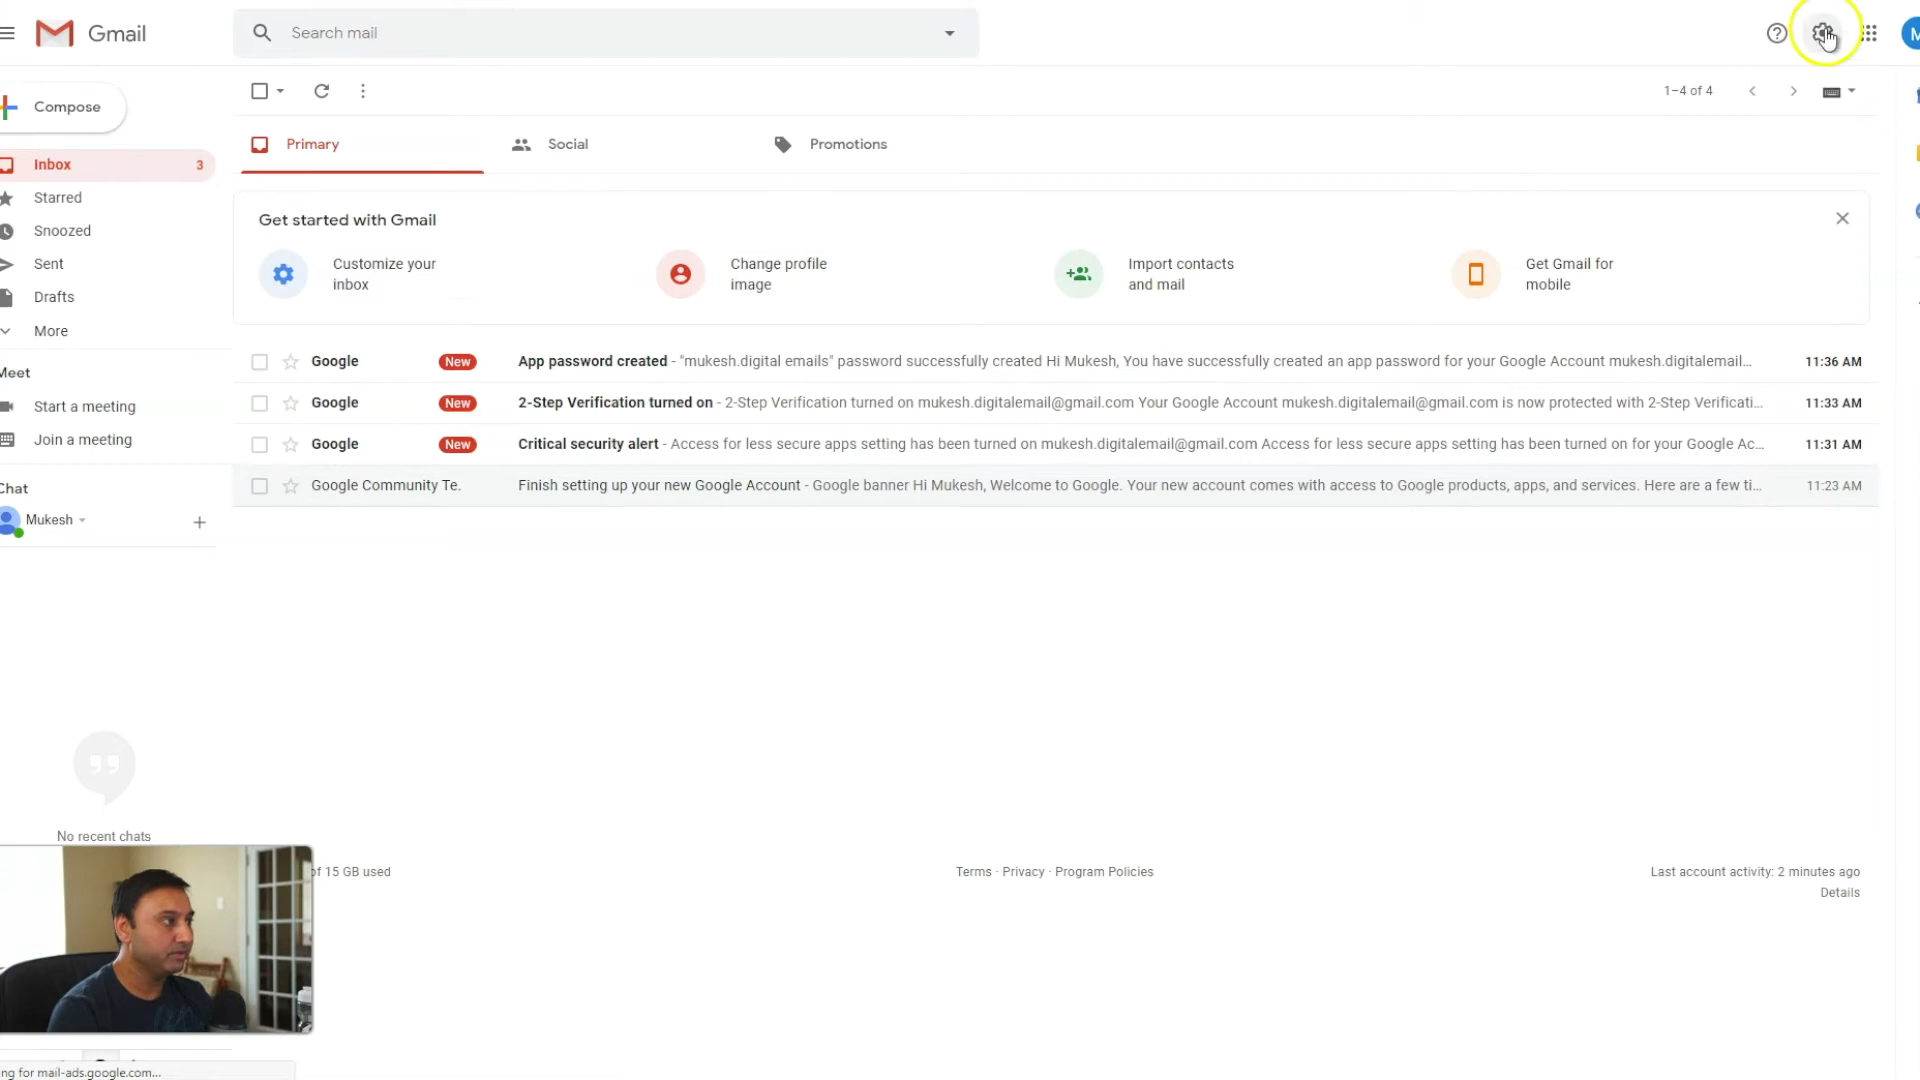 Gmail
Search mail
Compose
1–4 of 4
Primary
Social
Promotions
Inbox 3
Starred
Snoozed
Sent
Drafts
More
Get started with Gmail
Customize your
inbox
Change profile
image
Import contacts
and mail
Get Gmail for
mobile
Google New App password created - "mukesh.digital emails" password successfully created Hi Mukesh, You have successfully created an app password for your Google Account mukesh.digitalemail... 11:36 AM
Google New 2-Step Verification turned on - 2-Step Verification turned on mukesh.digitalemail@gmail.com Your Google Account mukesh.digitalemail@gmail.com is now protected with 2-Step Verificati... 11:33 AM
Google New Critical security alert - Access for less secure apps setting has been turned on mukesh.digitalemail@gmail.com Access for less secure apps setting has been turned on for your Google Ac... 11:31 AM
Google Community Te. Finish setting up your new Google Account - Google banner Hi Mukesh, Welcome to Google. Your new account comes with access to Google products, apps, and services. Here are a few ti... 11:23 AM
Meet
Start a meeting
Join a meeting
Chat
Mukesh
No recent chats
of 15 GB used
Terms · Privacy · Program Policies
Last account activity: 2 minutes ago
Details
ng for mail-ads.google.com...
M